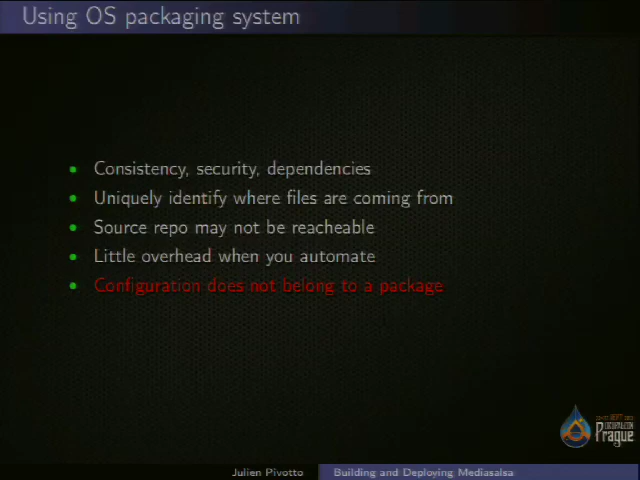 Using OS packaging system
Consistency, security, dependencies
Uniquely identify where files are coming from
Source repo may not be reacheable
Little overhead when you automate
Configuration does not belong to a package
Prague
Julien Pivotto
Building and Deploying Mediasalsa